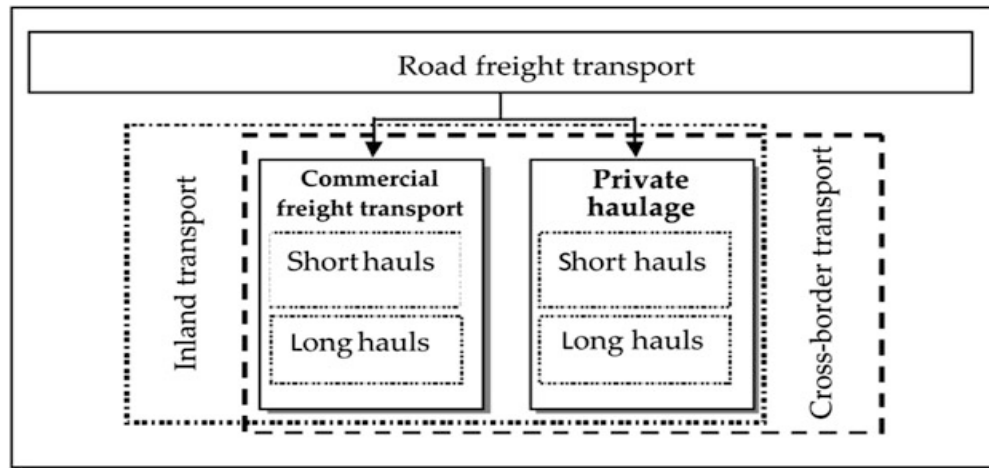 Road freight transport
Inland transport
Commercial
freight transport
Short hauls
Long hauls
Private
haulage
Short hauls
Long hauls
Cross-border transport